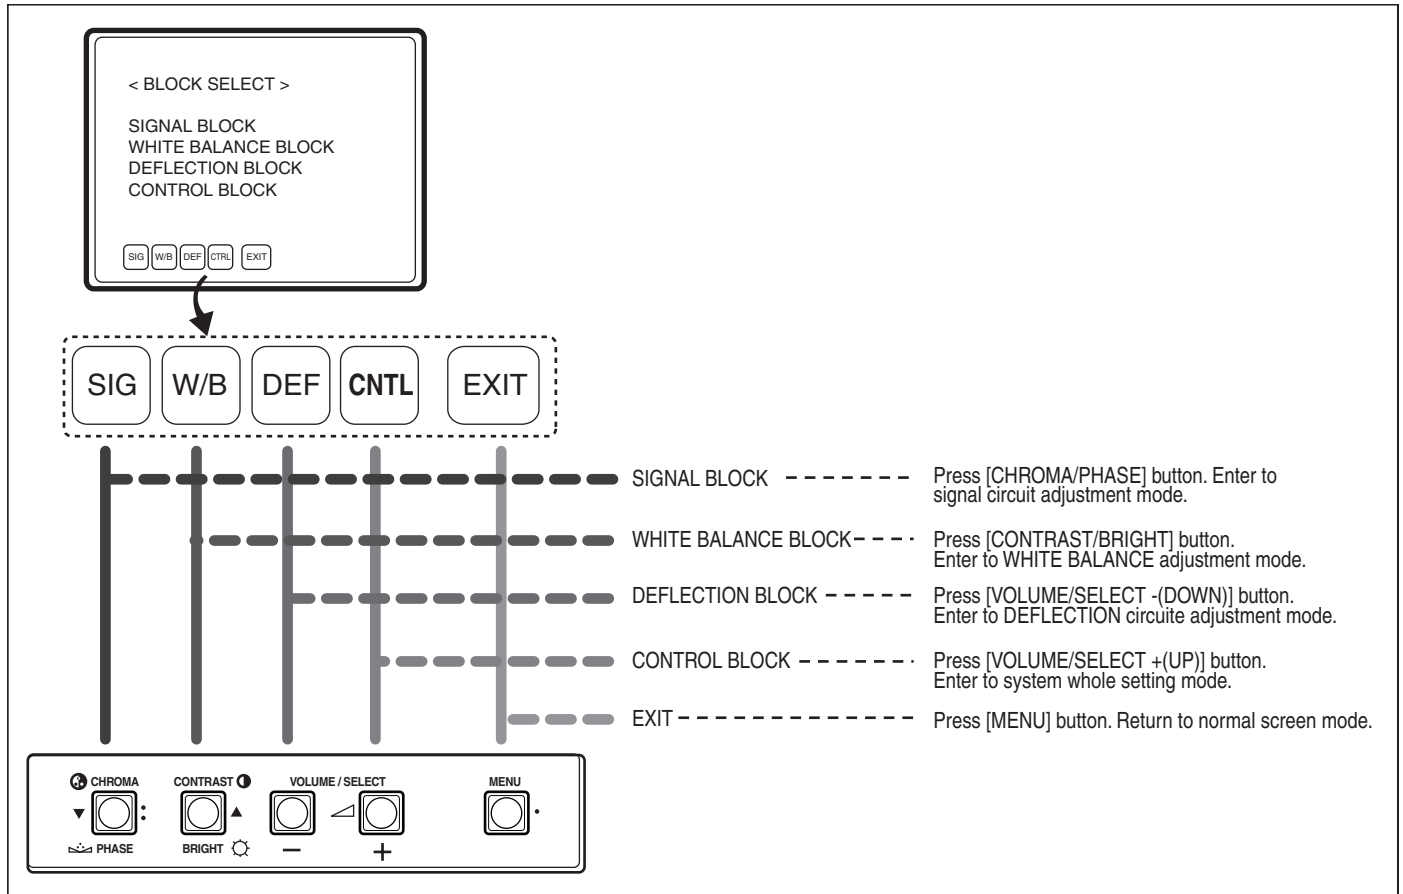 < BLOCK SELECT >
SIGNAL BLOCK
WHITE BALANCE BLOCK
DEFLECTION BLOCK
CONTROL BLOCK
SIG W/B DEF CTRL EXIT
SIG W/B DEF CNTL EXIT
SIGNAL BLOCK - - - - - - Press [CHROMA/PHASE] button. Enter to
signal circuit adjustment mode.
WHITE BALANCE BLOCK - - - - Press [CONTRAST/BRIGHT] button.
Enter to WHITE BALANCE adjustment mode.
DEFLECTION BLOCK - - - - - Press [VOLUME/SELECT -(DOWN)] button.
Enter to DEFLECTION circuite adjustment mode.
CONTROL BLOCK - - - - - - Press [VOLUME/SELECT +(UP)] button.
Enter to system whole setting mode.
EXIT - - - - - - - - - - - - Press [MENU] button. Return to normal screen mode.
CHROMA CONTRAST VOLUME / SELECT MENU
PHASE BRIGHT − +